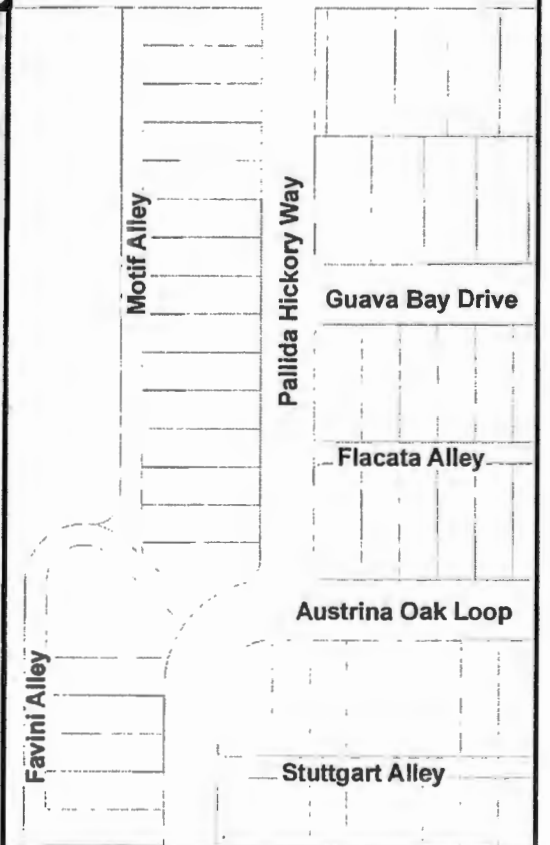 Motif Alley
Pallida Hickory Way
Guava Bay Drive
Flacata Alley
Austrina Oak Loop
Favini Alley
Stuttgart Alley